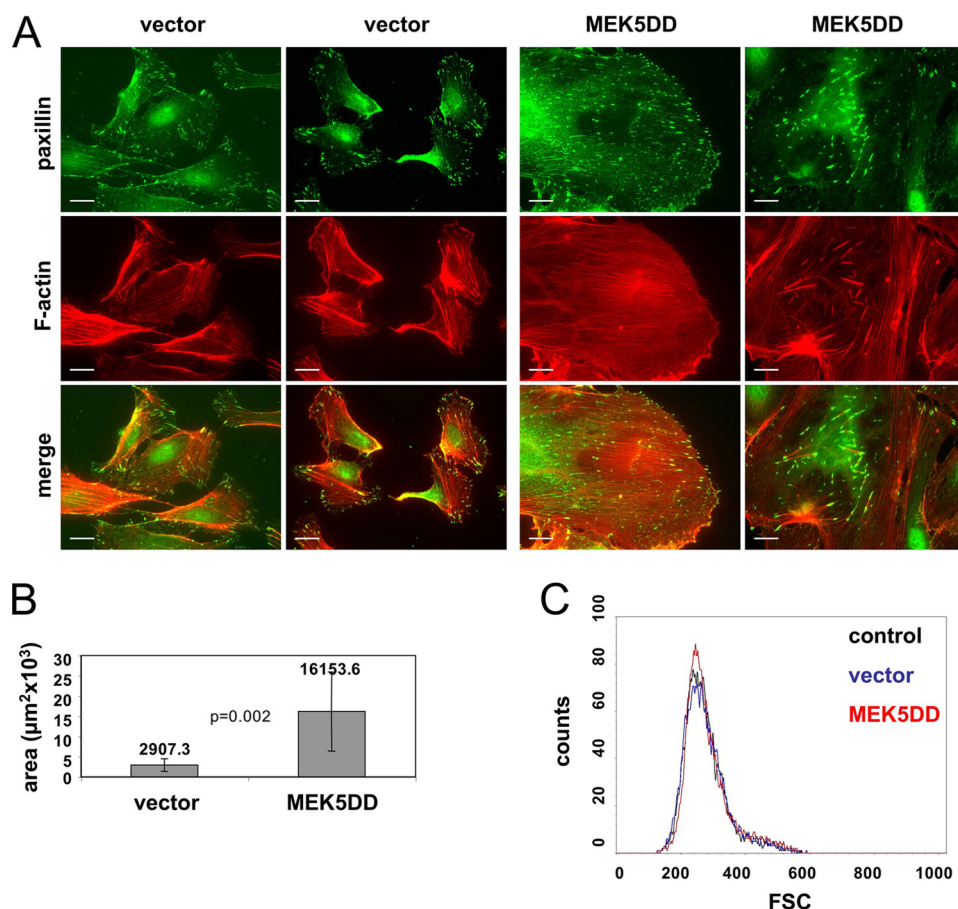 A
vector vector MEK5DD MEK5DD
paxillin
F-actin
merge
B
area (µm²x10³)
30
25
20
15
10
5
0
2907.3
16153.6
p=0.002
vector MEK5DD
C
counts
100
80
60
40
20
0
control
vector
MEK5DD
0 200 400 600 800 1000
FSC